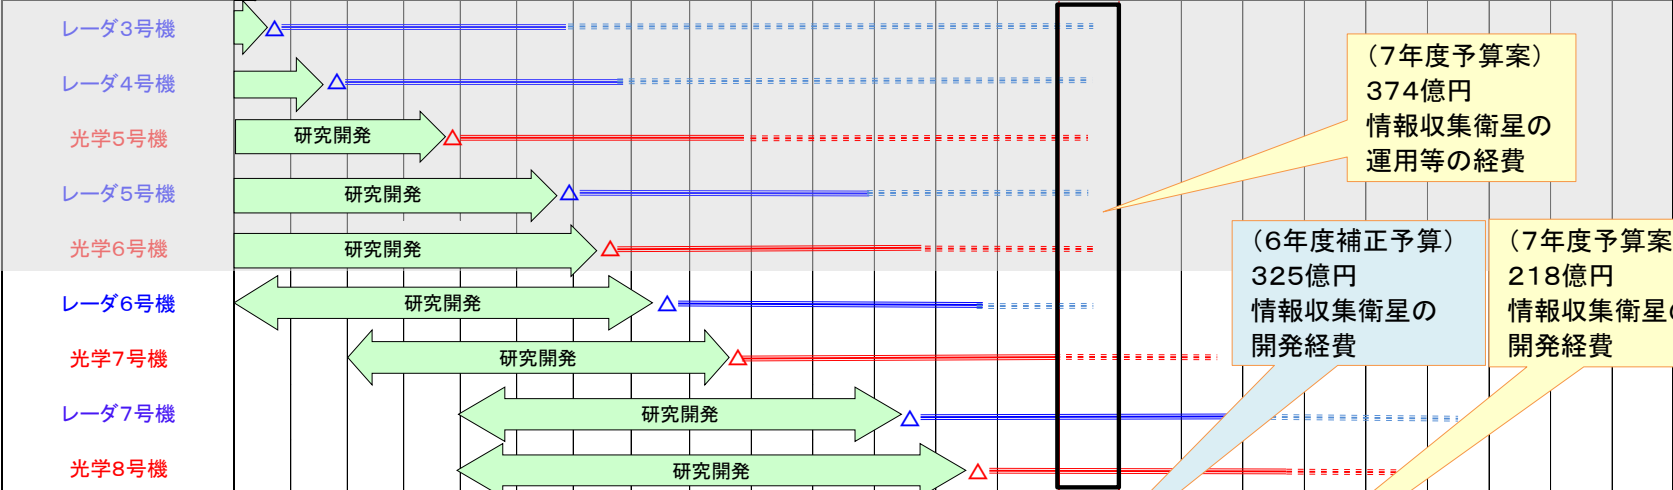 レーダ3号機
レーダ4号機
光学5号機
研究開発
レーダ5号機
研究開発
光学6号機
研究開発
レーダ6号機
研究開発
光学7号機
研究開発
レーダ7号機
研究開発
光学8号機
研究開発
（7年度予算案）
374億円
情報収集衛星の
運用等の経費
（6年度補正予算）
325億円
情報収集衛星の
開発経費
（7年度予算案
218億円
情報収集衛星の
開発経費